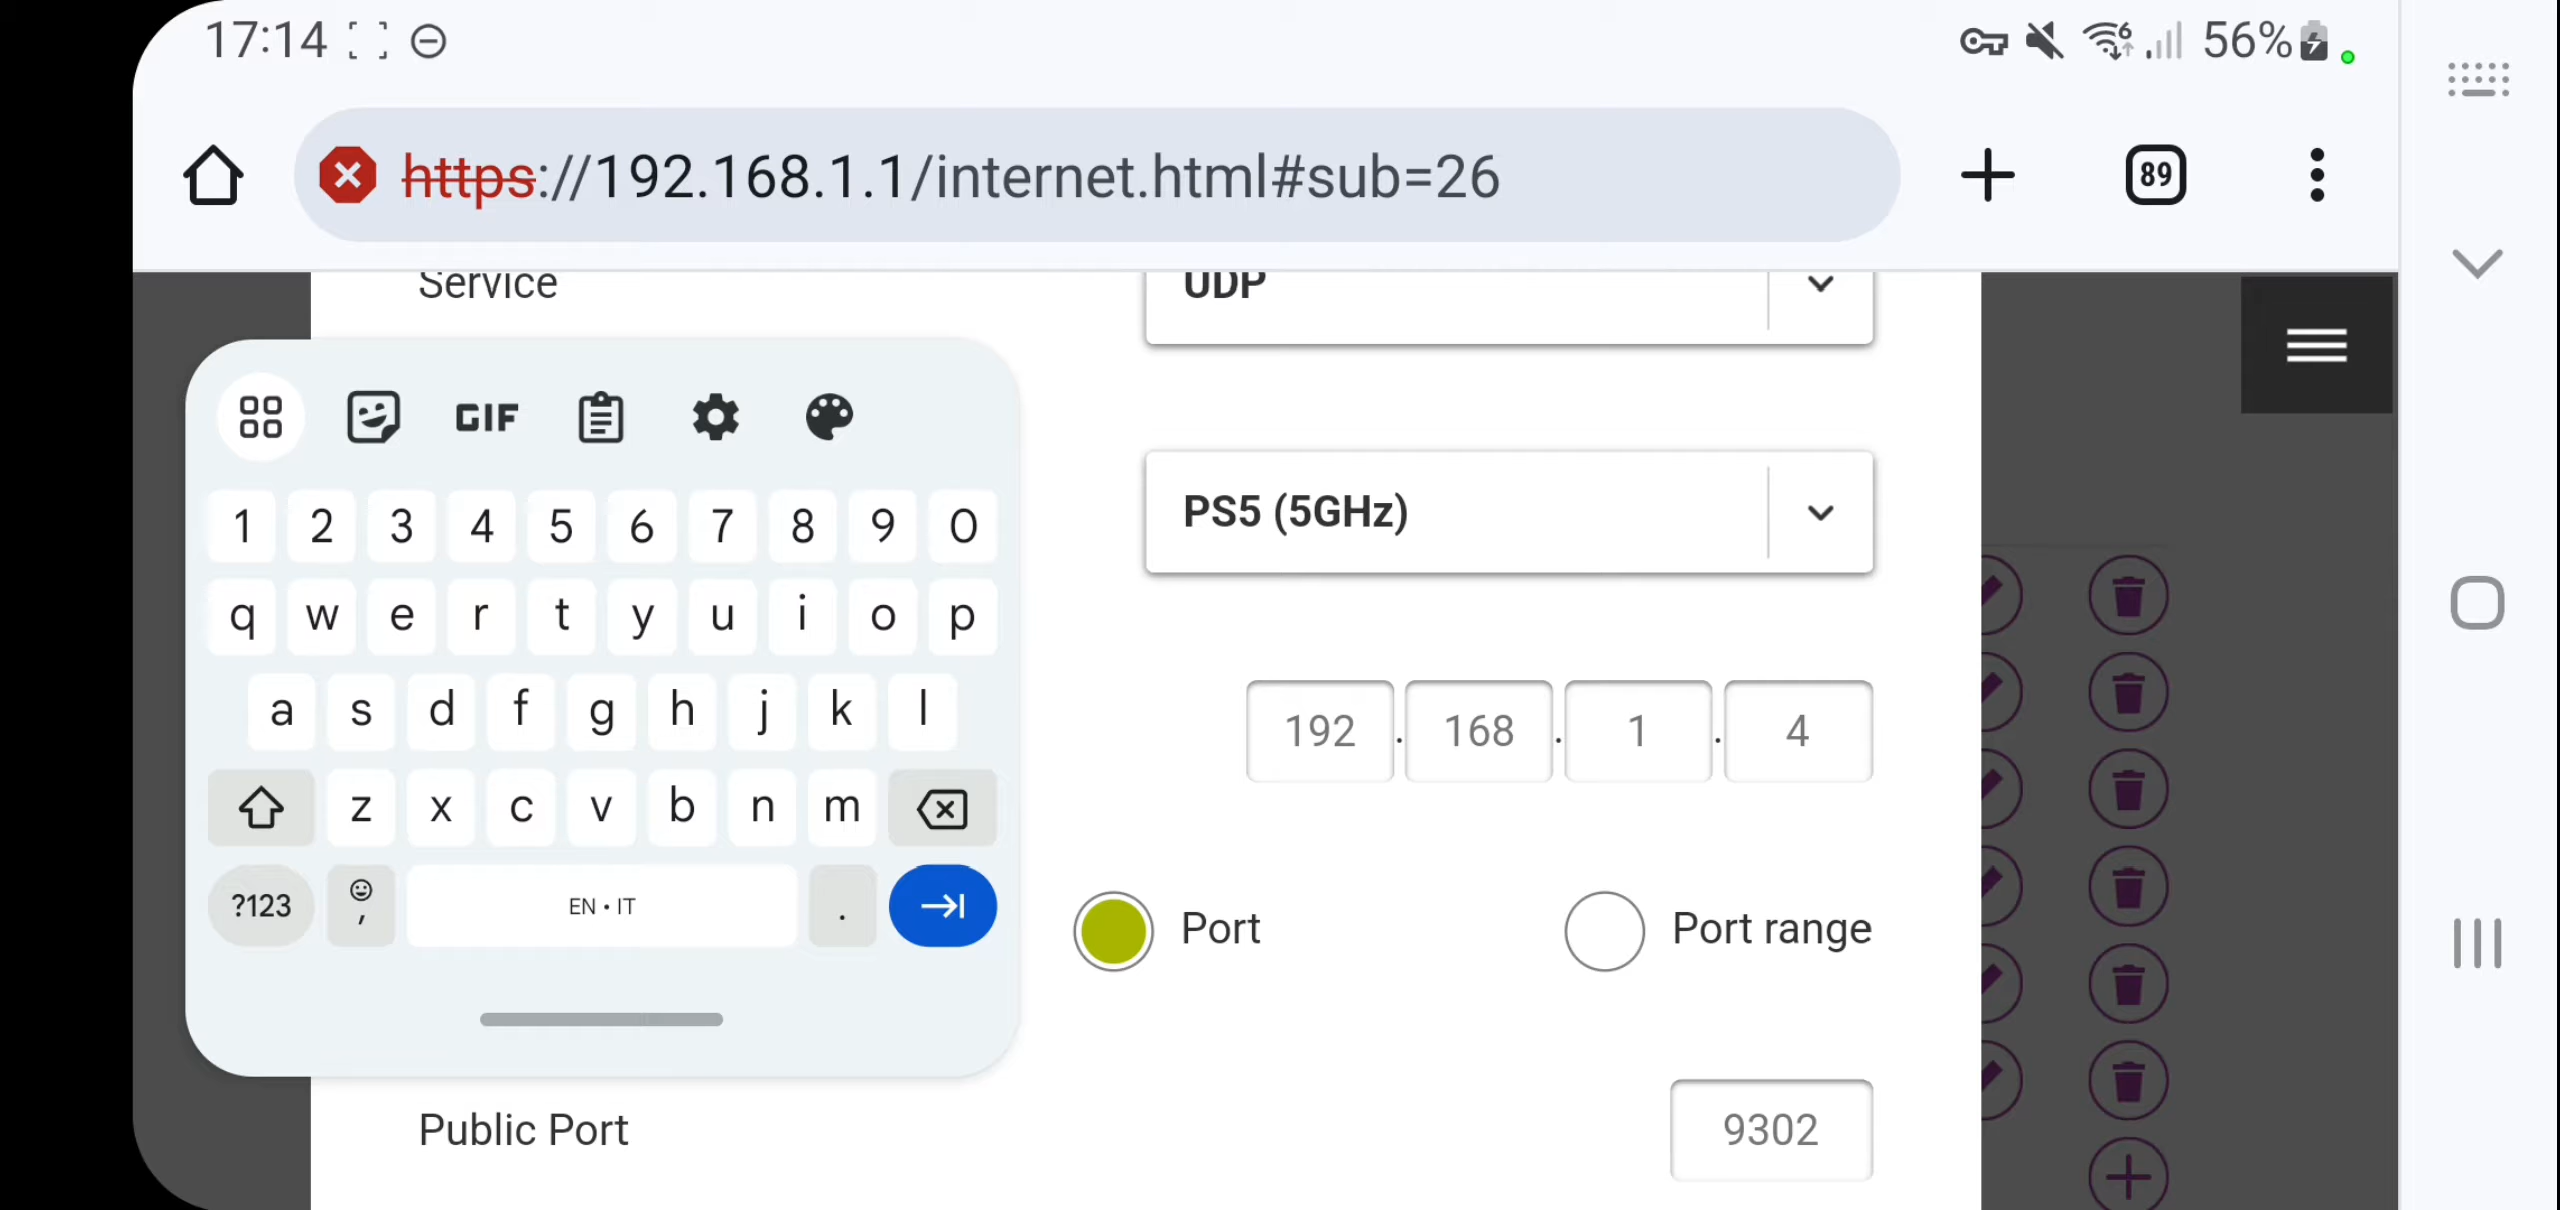 17:14
6 56%
https://192.168.1.1/internet.html#sub=26
89
Service UDP
GIF
PS5 (5GHz)
1 2 3 4 5 6 7 8 9 0
q w e r t y u i o p
a s d f g h j k l
192 . 168 . 1 . 4
z x c v b n m
?123 , EN • IT .
Port Port range
Public Port 9302